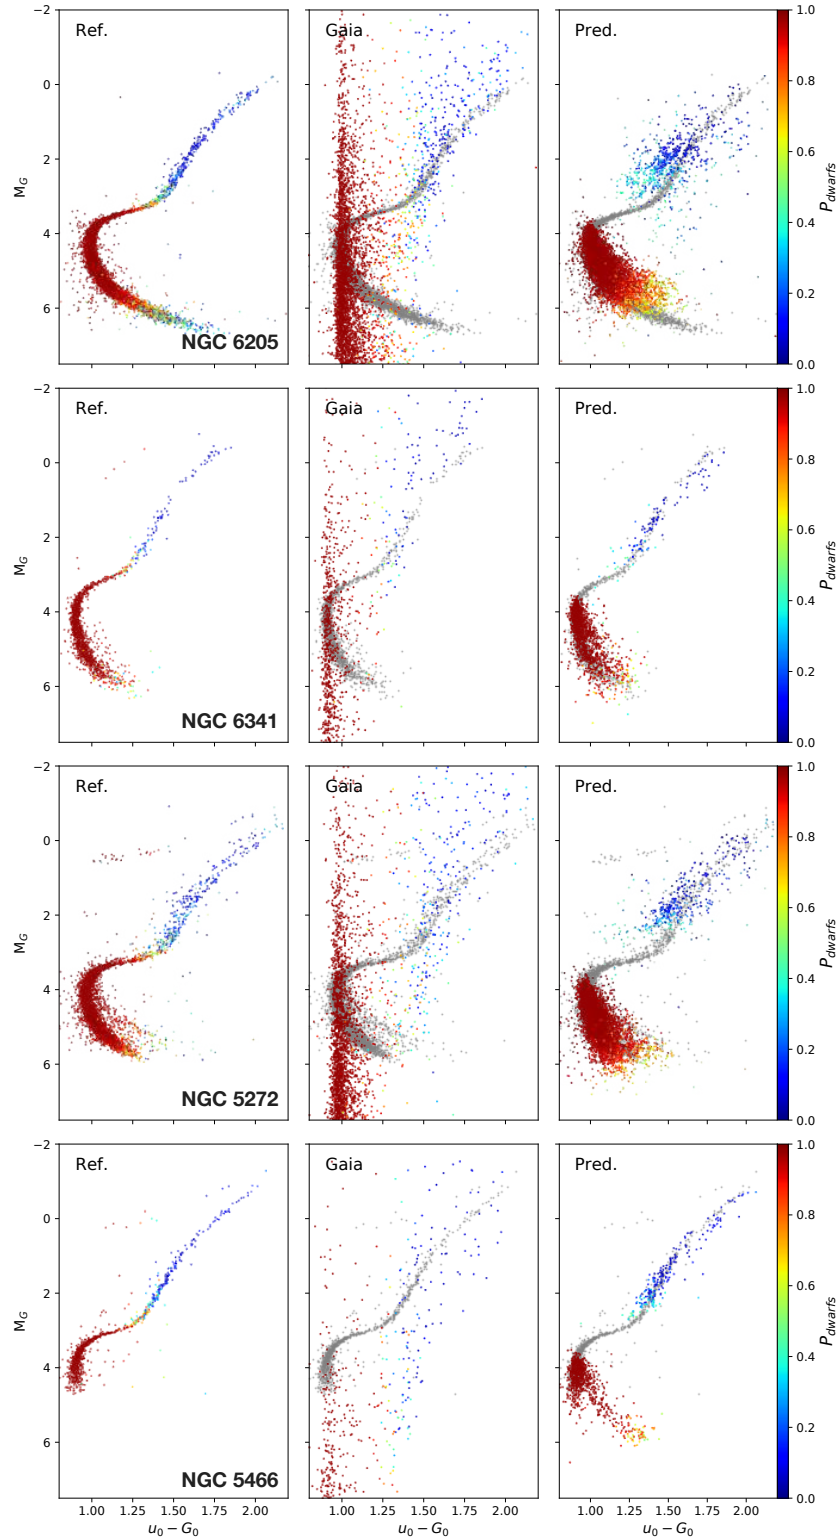 Ref.
Gaia
Pred.
−2
0
2
4
6
M_G
NGC 6205
1.0
0.8
0.6
0.4
0.2
0.0
P_dwarfs
Ref.
Gaia
Pred.
−2
0
2
4
6
M_G
NGC 6341
1.0
0.8
0.6
0.4
0.2
0.0
P_dwarfs
Ref.
Gaia
Pred.
−2
0
2
4
6
M_G
NGC 5272
1.0
0.8
0.6
0.4
0.2
0.0
P_dwarfs
Ref.
Gaia
Pred.
−2
0
2
4
6
M_G
NGC 5466
1.0
0.8
0.6
0.4
0.2
0.0
P_dwarfs
1.00 1.25 1.50 1.75 2.00
1.00 1.25 1.50 1.75 2.00
1.00 1.25 1.50 1.75 2.00
u₀ − G₀
u₀ − G₀
u₀ − G₀